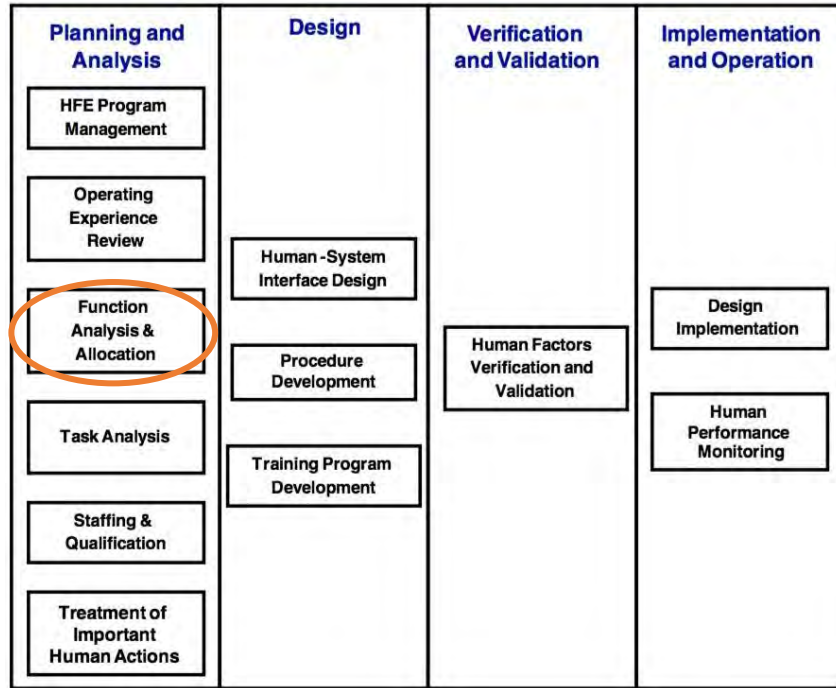 Planning and
Analysis
HFE Program
Management
Operating
Experience
Review
Function
Analysis &
Allocation
Task Analysis
Staffing &
Qualification
Treatment of
Important
Human Actions
Design
Human -System
Interface Design
Procedure
Development
Training Program
Development
Verification
and Validation
Human Factors
Verification and
Validation
Implementation
and Operation
Design
Implementation
Human
Performance
Monitoring